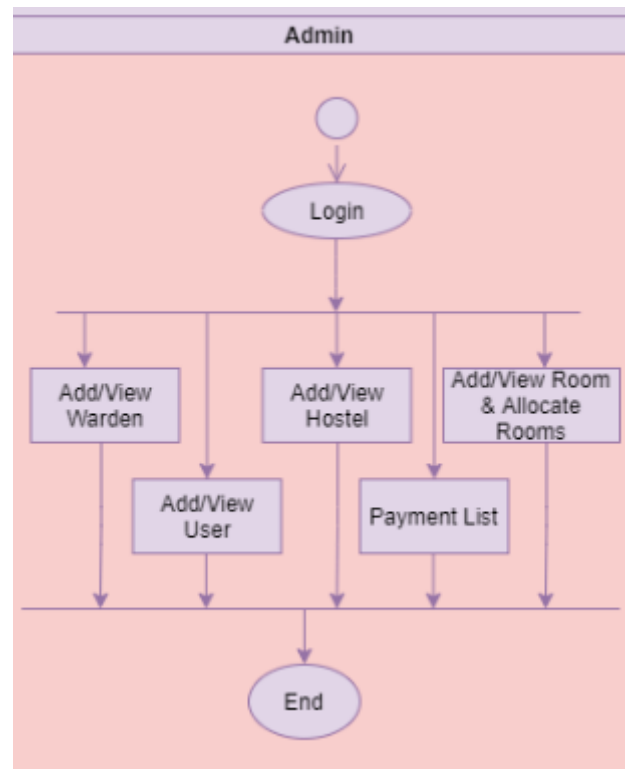 Admin
Login
Add/View
Warden
Add/View
Hostel
Add/View Room
& Allocate
Rooms
Add/View
User
Payment List
End